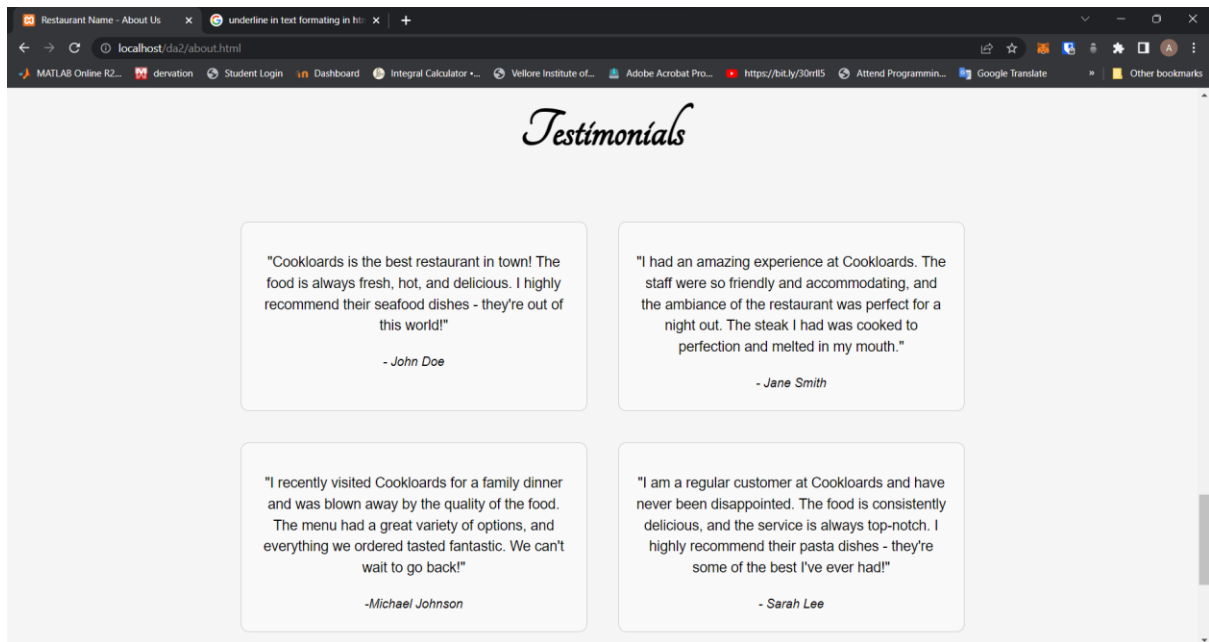 Restaurant Name - About Us
underline in text formating in htm
localhost/da2/about.html
MATLAB Online R2...
dervation
Student Login
Dashboard
Integral Calculator •...
Vellore Institute of...
Adobe Acrobat Pro...
https://bit.ly/30rrII5
Attend Programmin...
Google Translate
»
Other bookmarks
Testimonials
"Cookloards is the best restaurant in town! The
food is always fresh, hot, and delicious. I highly
recommend their seafood dishes - they're out of
this world!"
- John Doe
"I had an amazing experience at Cookloards. The
staff were so friendly and accommodating, and
the ambiance of the restaurant was perfect for a
night out. The steak I had was cooked to
perfection and melted in my mouth."
- Jane Smith
"I recently visited Cookloards for a family dinner
and was blown away by the quality of the food.
The menu had a great variety of options, and
everything we ordered tasted fantastic. We can't
wait to go back!"
-Michael Johnson
"I am a regular customer at Cookloards and have
never been disappointed. The food is consistently
delicious, and the service is always top-notch. I
highly recommend their pasta dishes - they're
some of the best I've ever had!"
- Sarah Lee